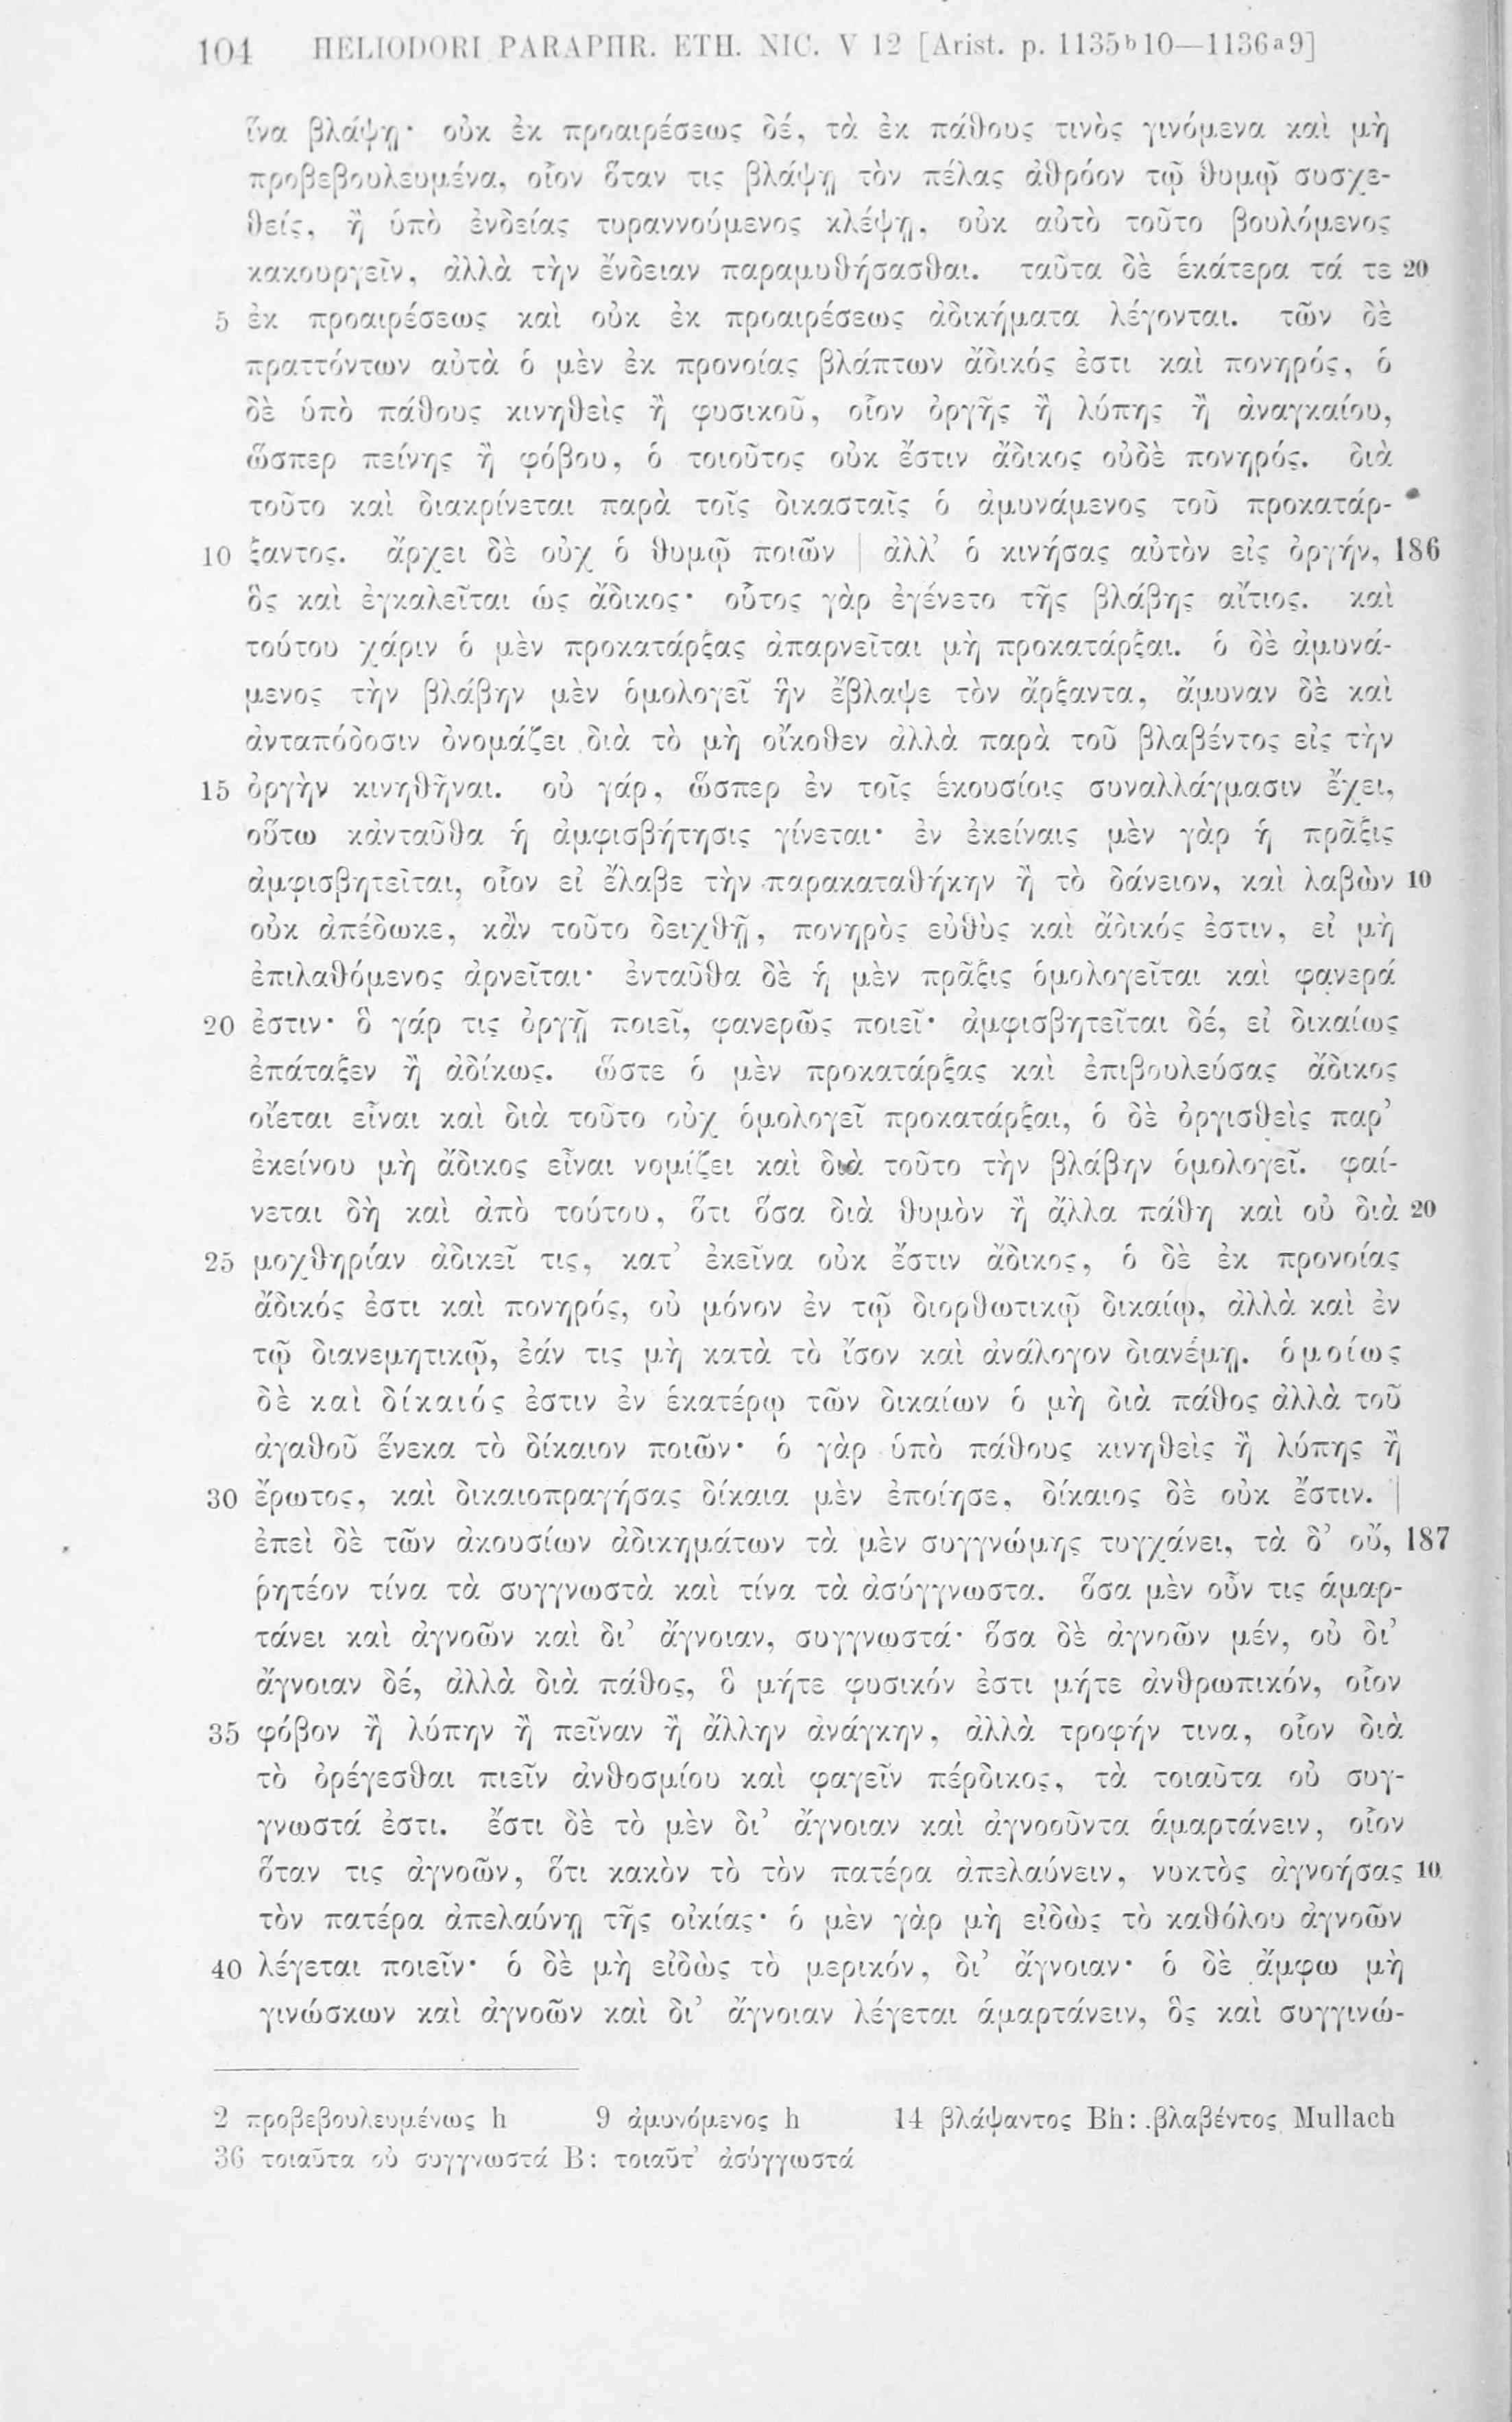 104 HELIODORI PARAPHR. ETH. NIC. V 12 [Arist. p. 1135b10—1136a9]
ἵνα βλάψῃ· οὐκ ἐκ προαιρέσεως δέ, τὰ ἐκ πάθους τινὸς γινόμενα καὶ μὴ
προβεβουλευμένα, οἷον ὅταν τις βλάψῃ τὸν πέλας ἀθρόον τῷ θυμῷ συσχε-
θείς, ἢ ὑπὸ ἐνδείας τυραννούμενος κλέψῃ, οὐκ αὐτὸ τοῦτο βουλόμενος
κακουργεῖν, ἀλλὰ τὴν ἔνδειαν παραμυθήσασθαι. ταῦτα δὲ ἑκάτερα τά τε 20
5 ἐκ προαιρέσεως καὶ οὐκ ἐκ προαιρέσεως ἀδικήματα λέγονται. τῶν δὲ
πραττόντων αὐτὰ ὁ μὲν ἐκ προνοίας βλάπτων ἄδικός ἐστι καὶ πονηρός, ὁ
δὲ ὑπὸ πάθους κινηθεὶς ἢ φυσικοῦ, οἷον ὀργῆς ἢ λύπης ἢ ἀναγκαίου,
ὥσπερ πείνης ἢ φόβου, ὁ τοιοῦτος οὐκ ἔστιν ἄδικος οὐδὲ πονηρός. διὰ
τοῦτο καὶ διακρίνεται παρὰ τοῖς δικασταῖς ὁ ἀμυνάμενος τοῦ προκατάρ-
10 ξαντος. ἄρχει δὲ οὐχ ὁ θυμῷ ποιῶν | ἀλλ’ ὁ κινήσας αὐτὸν εἰς ὀργήν, 186
ὃς καὶ ἐγκαλεῖται ὡς ἄδικος· οὗτος γὰρ ἐγένετο τῆς βλάβης αἴτιος. καὶ
τούτου χάριν ὁ μὲν προκατάρξας ἀπαρνεῖται μὴ προκατάρξαι. ὁ δὲ ἀμυνά-
μενος τὴν βλάβην μὲν ὁμολογεῖ ἣν ἔβλαψε τὸν ἄρξαντα, ἄμυναν δὲ καὶ
ἀνταπόδοσιν ὀνομάζει διὰ τὸ μὴ οἴκοθεν ἀλλὰ παρὰ τοῦ βλαβέντος εἰς τὴν
15 ὀργὴν κινηθῆναι. οὐ γάρ, ὥσπερ ἐν τοῖς ἑκουσίοις συναλλάγμασιν ἔχει,
οὕτω κἀνταῦθα ἡ ἀμφισβήτησις γίνεται· ἐν ἐκείναις μὲν γὰρ ἡ πρᾶξις
ἀμφισβητεῖται, οἷον εἰ ἔλαβε τὴν παρακαταθήκην ἢ τὸ δάνειον, καὶ λαβὼν 10
οὐκ ἀπέδωκε, κἂν τοῦτο δειχθῇ, πονηρὸς εὐθὺς καὶ ἄδικός ἐστιν, εἰ μὴ
ἐπιλαθόμενος ἀρνεῖται· ἐνταῦθα δὲ ἡ μὲν πρᾶξις ὁμολογεῖται καὶ φανερά
20 ἐστιν· ὃ γάρ τις ὀργῇ ποιεῖ, φανερῶς ποιεῖ· ἀμφισβητεῖται δέ, εἰ δικαίως
ἐπάταξεν ἢ ἀδίκως. ὥστε ὁ μὲν προκατάρξας καὶ ἐπιβουλεύσας ἄδικος
οἴεται εἶναι καὶ διὰ τοῦτο οὐχ ὁμολογεῖ προκατάρξαι, ὁ δὲ ὀργισθεὶς παρ’
ἐκείνου μὴ ἄδικος εἶναι νομίζει καὶ διὰ τοῦτο τὴν βλάβην ὁμολογεῖ. φαί-
νεται δὴ καὶ ἀπὸ τούτου, ὅτι ὅσα διὰ θυμὸν ἢ ἄλλα πάθη καὶ οὐ διὰ 20
25 μοχθηρίαν ἀδικεῖ τις, κατ’ ἐκεῖνα οὐκ ἔστιν ἄδικος, ὁ δὲ ἐκ προνοίας
ἄδικός ἐστι καὶ πονηρός, οὐ μόνον ἐν τῷ διορθωτικῷ δικαίῳ, ἀλλὰ καὶ ἐν
τῷ διανεμητικῷ, ἐάν τις μὴ κατὰ τὸ ἴσον καὶ ἀνάλογον διανέμῃ. ὁμοίως
δὲ καὶ δίκαιός ἐστιν ἐν ἑκατέρῳ τῶν δικαίων ὁ μὴ διὰ πάθος ἀλλὰ τοῦ
ἀγαθοῦ ἕνεκα τὸ δίκαιον ποιῶν· ὁ γὰρ ὑπὸ πάθους κινηθεὶς ἢ λύπης ἢ
30 ἔρωτος, καὶ δικαιοπραγήσας δίκαια μὲν ἐποίησε, δίκαιος δὲ οὐκ ἔστιν. |
ἐπεὶ δὲ τῶν ἀκουσίων ἀδικημάτων τὰ μὲν συγγνώμης τυγχάνει, τὰ δ’ οὔ, 187
ῥητέον τίνα τὰ συγγνωστὰ καὶ τίνα τὰ ἀσύγγνωστα. ὅσα μὲν οὖν τις ἁμαρ-
τάνει καὶ ἀγνοῶν καὶ δι’ ἄγνοιαν, συγγνωστά· ὅσα δὲ ἀγνοῶν μέν, οὐ δι’
ἄγνοιαν δέ, ἀλλὰ διὰ πάθος, ὃ μήτε φυσικόν ἐστι μήτε ἀνθρωπικόν, οἷον
35 φόβον ἢ λύπην ἢ πεῖναν ἢ ἄλλην ἀνάγκην, ἀλλὰ τροφήν τινα, οἷον διὰ
τὸ ὀρέγεσθαι πιεῖν ἀνθοσμίου καὶ φαγεῖν πέρδικος, τὰ τοιαῦτα οὐ συγ-
γνωστά ἐστι. ἔστι δὲ τὸ μὲν δι’ ἄγνοιαν καὶ ἀγνοοῦντα ἁμαρτάνειν, οἷον
ὅταν τις ἀγνοῶν, ὅτι κακὸν τὸ τὸν πατέρα ἀπελαύνειν, νυκτὸς ἀγνοήσας 10
τὸν πατέρα ἀπελαύνῃ τῆς οἰκίας· ὁ μὲν γὰρ μὴ εἰδὼς τὸ καθόλου ἀγνοῶν
40 λέγεται ποιεῖν· ὁ δὲ μὴ εἰδὼς τὸ μερικόν, δι’ ἄγνοιαν· ὁ δὲ ἄμφω μὴ
γινώσκων καὶ ἀγνοῶν καὶ δι’ ἄγνοιαν λέγεται ἁμαρτάνειν, ὃς καὶ συγγινώ-
2 προβεβουλευμένως h 9 ἀμυνόμενος h 14 βλάψαντος Bh: βλαβέντος Mullach
36 τοιαῦτα οὐ συγγνωστά B: τοιαῦτ’ ἀσύγγωστά